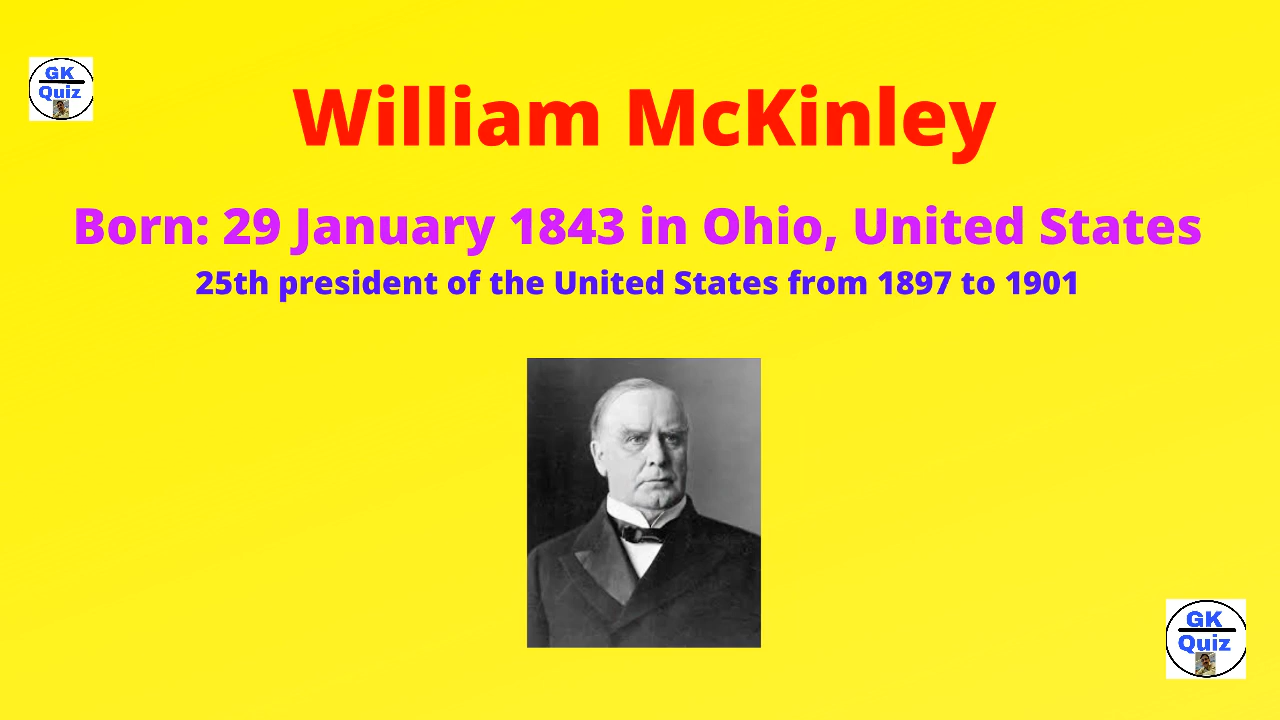 GK
Quiz
William McKinley
Born: 29 January 1843 in Ohio, United States
25th president of the United States from 1897 to 1901
GK
Quiz